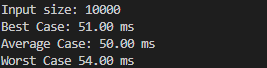 Input size: 10000
Best Case: 51.00 ms
Average Case: 50.00 ms
Worst Case 54.00 ms